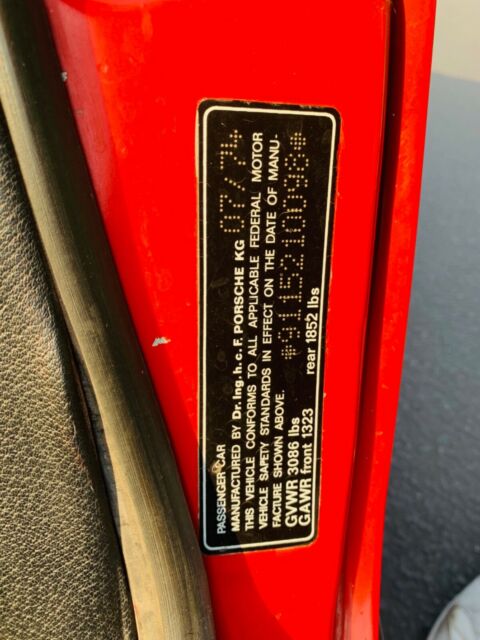 PASSENGER CAR
MANUFACTURED BY Dr. Ing. h. c. F. PORSCHE KG 07/74
THIS VEHICLE CONFORMS TO ALL APPLICABLE FEDERAL MOTOR
VEHICLE SAFETY STANDARDS IN EFFECT ON THE DATE OF MANU-
FACTURE SHOWN ABOVE. *9115210098*
GVWR 3086 lbs
GAWR front 1323 rear 1852 lbs